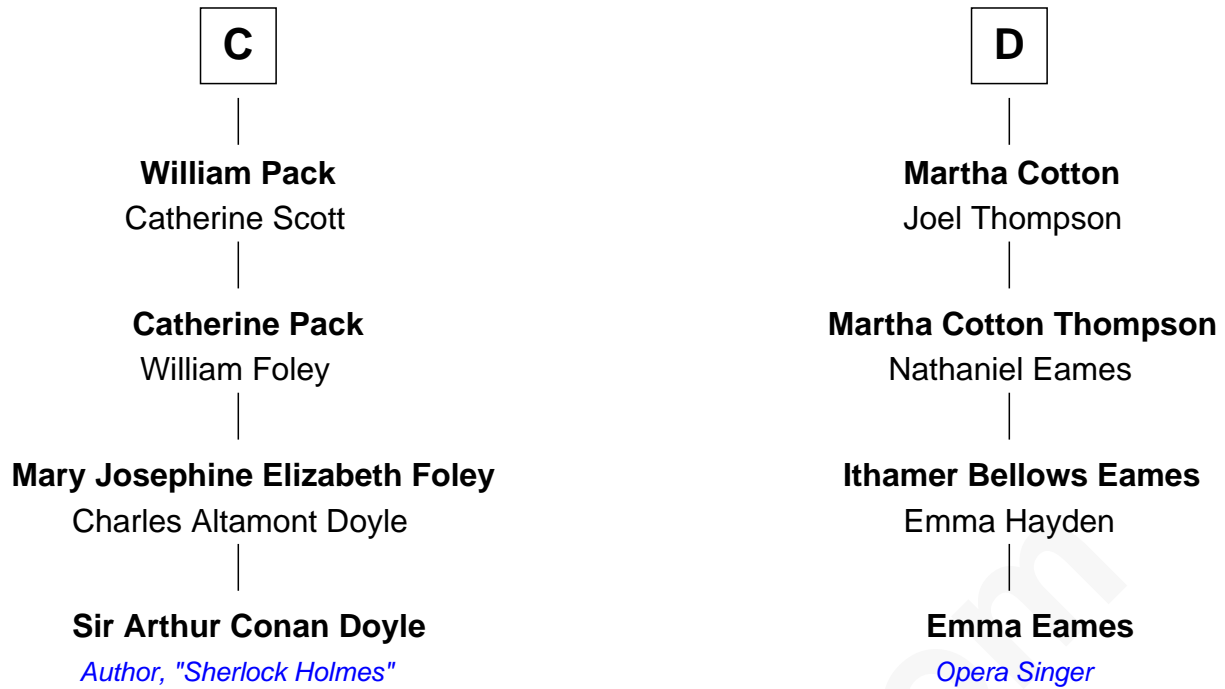 C
William Pack
Catherine Scott
Catherine Pack
William Foley
Mary Josephine Elizabeth Foley
Charles Altamont Doyle
Sir Arthur Conan Doyle
Author, "Sherlock Holmes"
D
Martha Cotton
Joel Thompson
Martha Cotton Thompson
Nathaniel Eames
Ithamer Bellows Eames
Emma Hayden
Emma Eames
Opera Singer